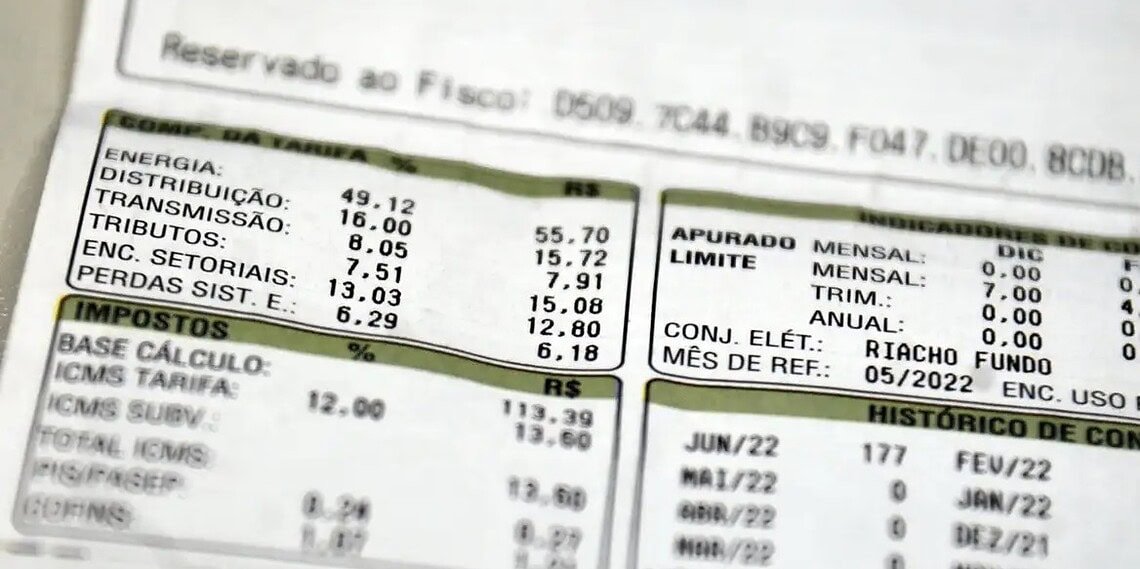 Reservado ao Fisco: D509.7C44.B9C9.F047.DE00.8CDB.
COMP. DA TARIFA % R$
ENERGIA: 49,12 55,70
DISTRIBUIÇÃO: 16.00 15,72
TRANSMISSÃO: 8.05 7,91
TRIBUTOS: 7,51 15,08
ENC. SETORIAIS: 13,03 12,80
PERDAS SIST. E.: 6,29 6,18
IMPOSTOS % R$
BASE CÁLCULO: 113,39
ICMS TARIFA: 12.00 13,60
ICMS SUBV.:
TOTAL ICMS: 13,60
PIS/PASEP:
COFINS
INDICADORES DE
DIC
APURADO MENSAL: 0,00
LIMITE MENSAL: 7,00
TRIM.: 0,00
ANUAL: 0,00
CONJ. ELÉT.: RIACHO FUNDO
MÊS DE REF.: 05/2022 ENC. USO
HISTÓRICO DE
JUN/22 177 FEV/22
MAI/22 0 JAN/22
ABR/22 0 DEZ/21
MAR/22 0 NOV/21